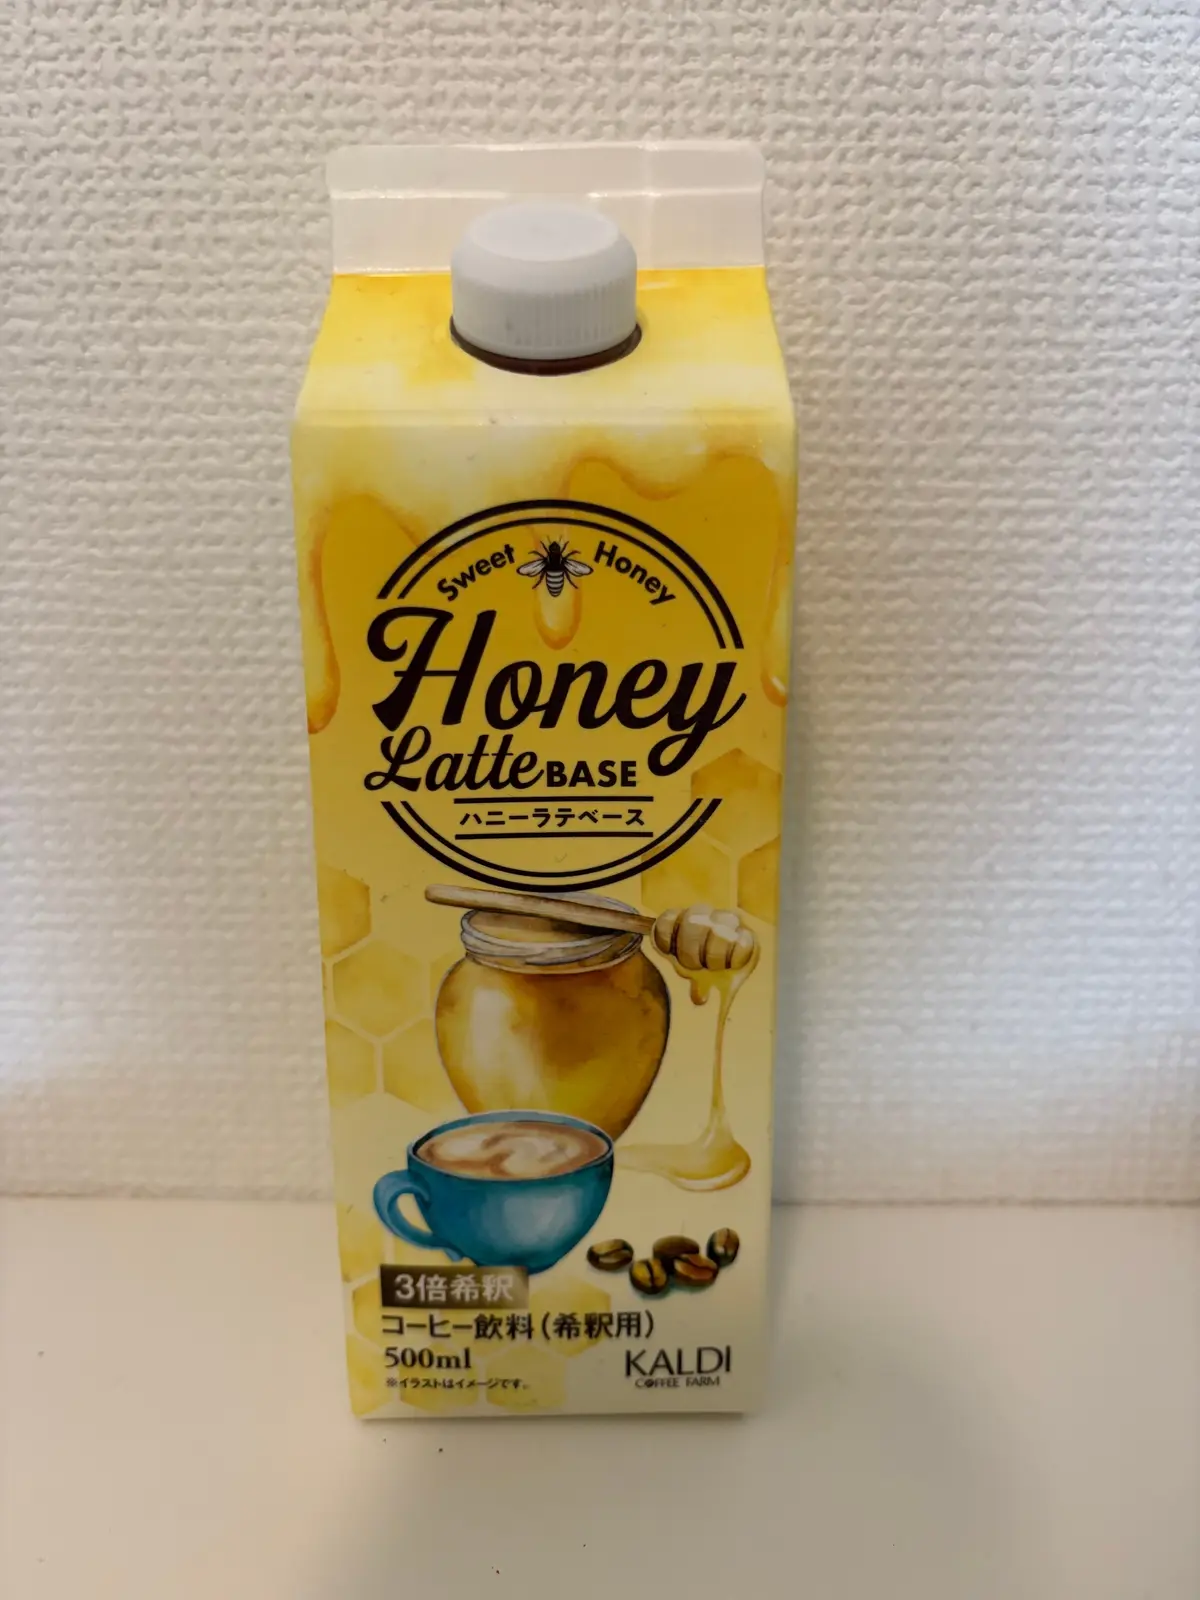 Sweet Honey
Honey
Latte BASE
ハニーラテベース
3倍希釈
コーヒー飲料(希釈用)
500ml
※イラストはイメージです。
KALDI
COFFEE FARM